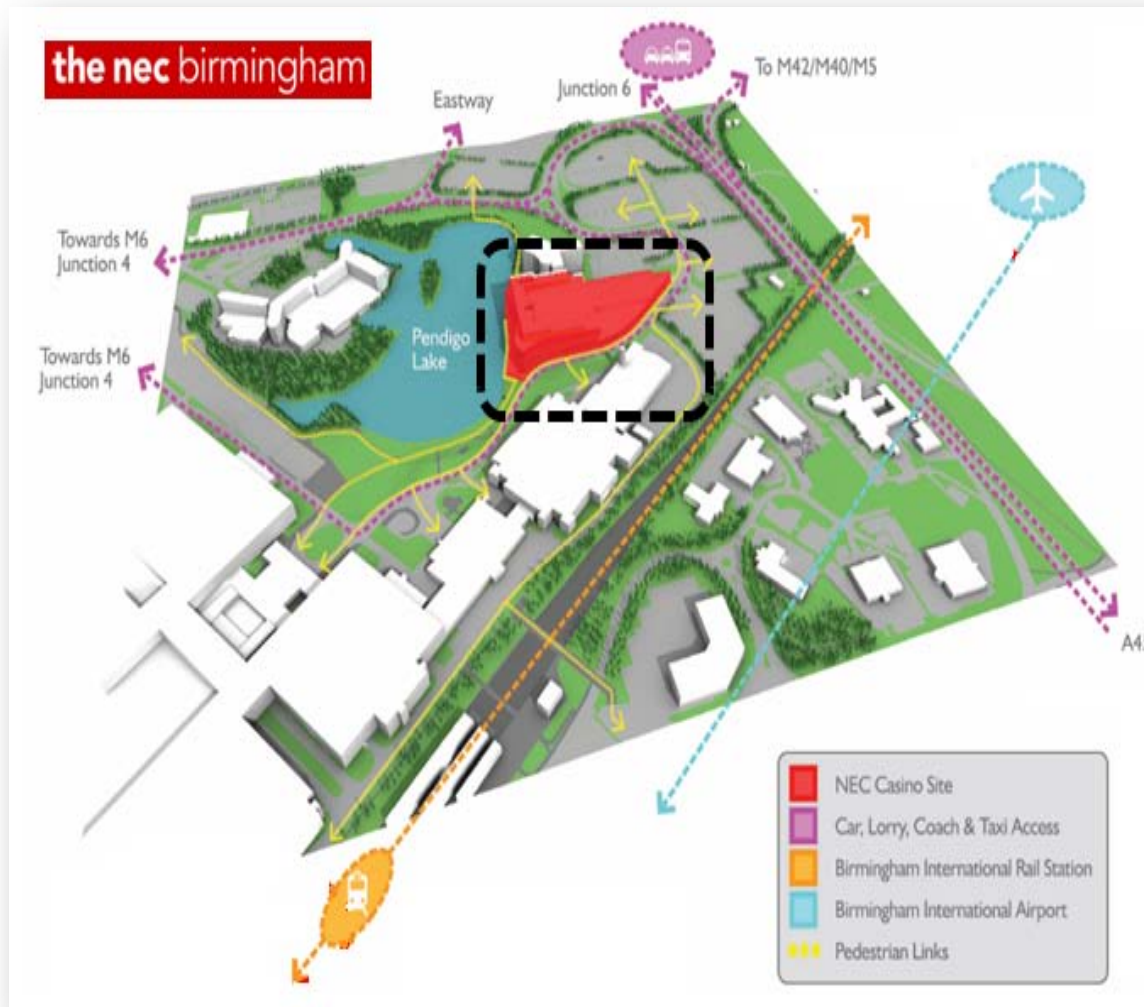 the nec birmingham
Eastway
Junction 6
To M42/M40/M5
Towards M6
Junction 4
Towards M6
Junction 4
Pendigo
Lake
A4
NEC Casino Site
Car, Lorry, Coach & Taxi Access
Birmingham International Rail Station
Birmingham International Airport
Pedestrian Links